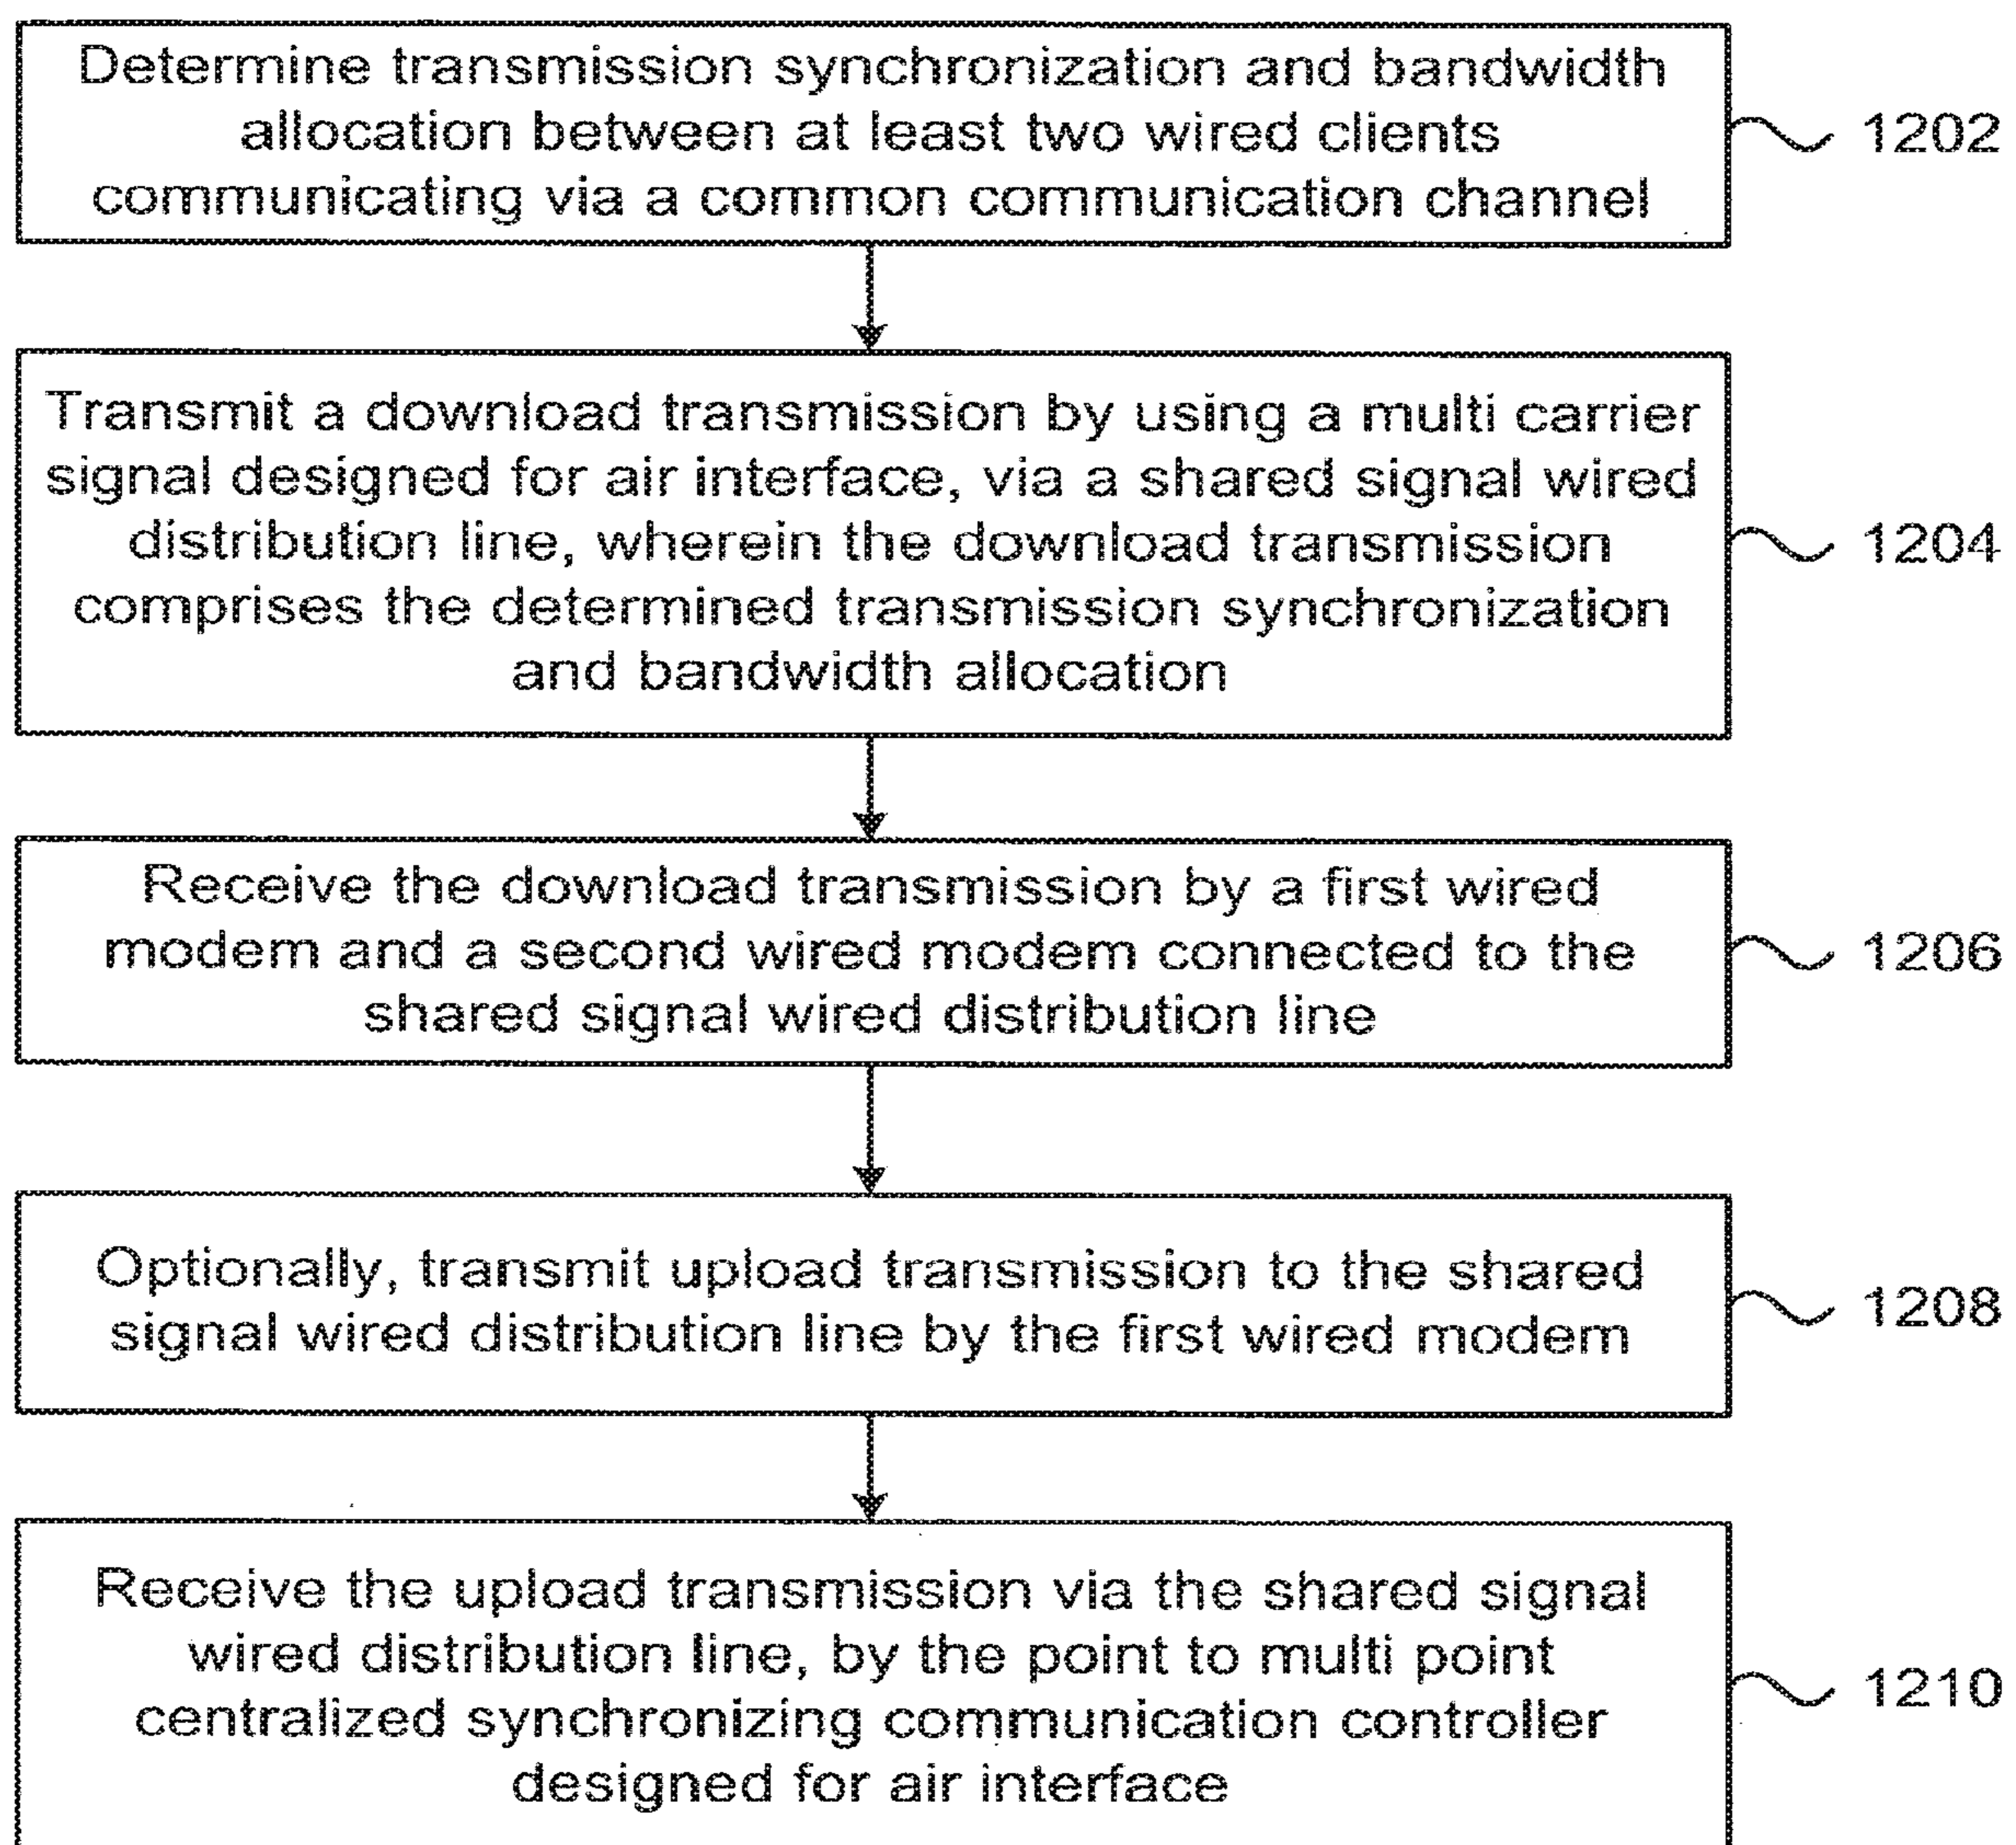 Determine transmission synchronization and bandwidth
allocation between at least two wired clients
communicating via a common communication channel
1202
Transmit a download transmission by using a multi carrier
signal designed for air interface, via a shared signal wired
distribution line, wherein the download transmission
comprises the determined transmission synchronization
and bandwidth allocation
1204
Receive the download transmission by a first wired
modem and a second wired modem connected to the
shared signal wired distribution line
1206
Optionally, transmit upload transmission to the shared
signal wired distribution line by the first wired modem
1208
Receive the upload transmission via the shared signal
wired distribution line, by the point to multi point
centralized synchronizing communication controller
designed for air interface
1210